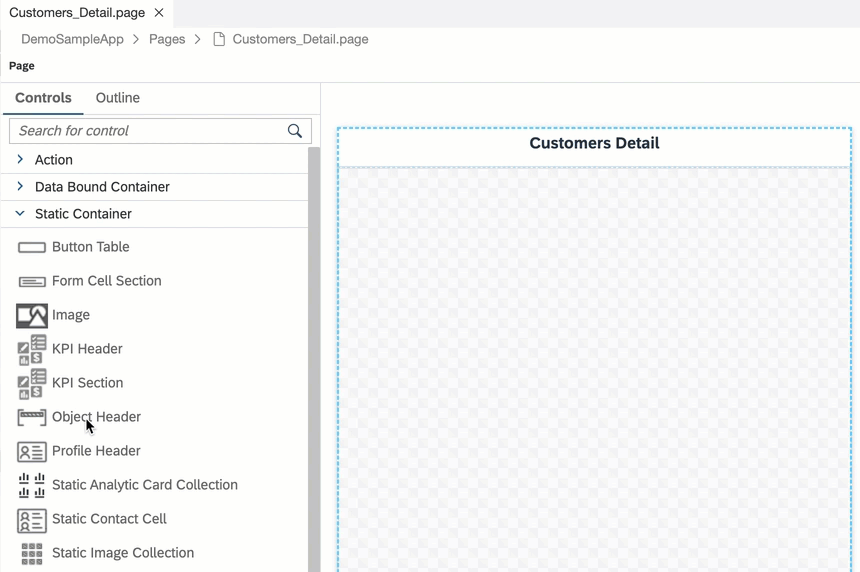 Customers_Detail.page
DemoSampleApp Pages Customers_Detail.page
Page
Controls Outline
Search for control
Action
Data Bound Container
Static Container
Button Table
Form Cell Section
Image
KPI Header
KPI Section
Object Header
Profile Header
Static Analytic Card Collection
Static Contact Cell
Static Image Collection
Customers Detail